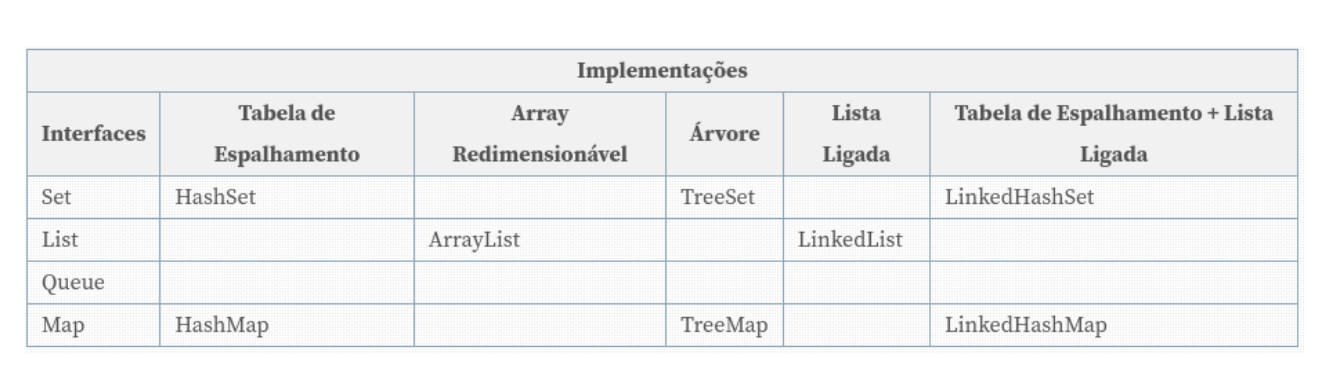 Implementações
Interfaces Tabela de Espalhamento Array Redimensionável Árvore Lista Ligada Tabela de Espalhamento + Lista Ligada
Set HashSet TreeSet LinkedHashSet
List ArrayList LinkedList
Queue
Map HashMap TreeMap LinkedHashMap